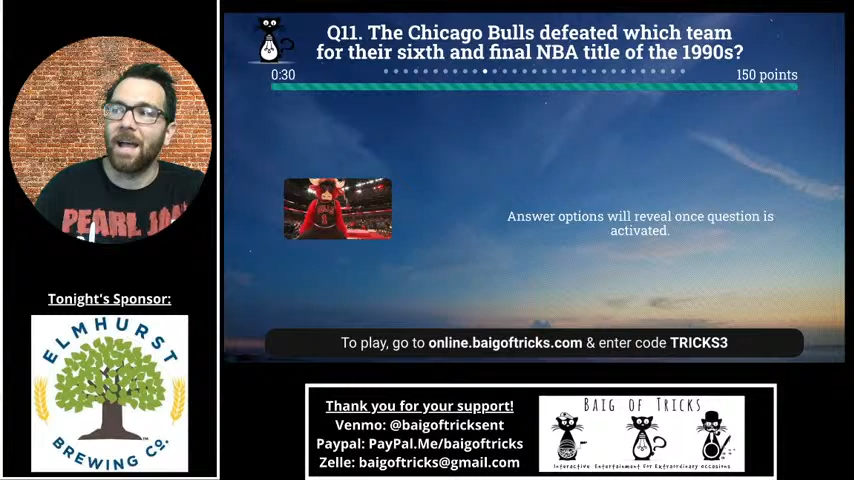 Q11. The Chicago Bulls defeated which team
for their sixth and final NBA title of the 1990s?
0:30
150 points
PEARL JAM
Answer options will reveal once question is
activated.
Tonight's Sponsor:
ELMHURST
BREWING Co.
To play, go to online.baigoftricks.com & enter code TRICKS3
Thank you for your support!
Venmo: @baigoftricksent
Paypal: PayPal.Me/baigoftricks
Zelle: baigoftricks@gmail.com
BAIG OF TRICKS
Interactive Entertainment For Extraordinary Occasions